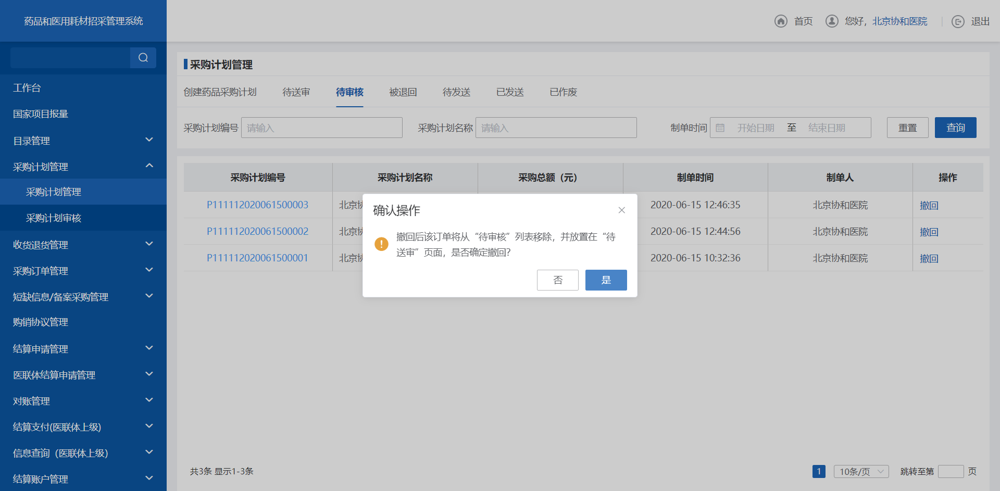 药品和医用耗材招采管理系统
首页 您好，北京协和医院 退出
工作台
国家项目报量
目录管理
采购计划管理
采购计划管理
采购计划审核
收货退货管理
采购订单管理
短缺信息/备案采购管理
购销协议管理
结算申请管理
医联体结算申请管理
对账管理
结算支付(医联体上级)
信息查询（医联体上级）
结算账户管理
采购计划管理
创建药品采购计划 待送审 待审核 被退回 待发送 已发送 已作废
采购计划编号 请输入 采购计划名称 请输入 制单时间 开始日期 至 结束日期 重置 查询
采购计划编号 采购计划名称 采购总额（元） 制单时间 制单人 操作
P111112020061500003 北京协 2020-06-15 12:46:35 北京协和医院 撤回
P111112020061500002 北京协 2020-06-15 12:44:56 北京协和医院 撤回
P111112020061500001 北京协 2020-06-15 10:32:36 北京协和医院 撤回
确认操作
撤回后该订单将从“待审核”列表移除，并放置在“待
送审”页面，是否确定撤回？
否 是
共3条 显示1-3条 1 10条/页 跳转至第 页